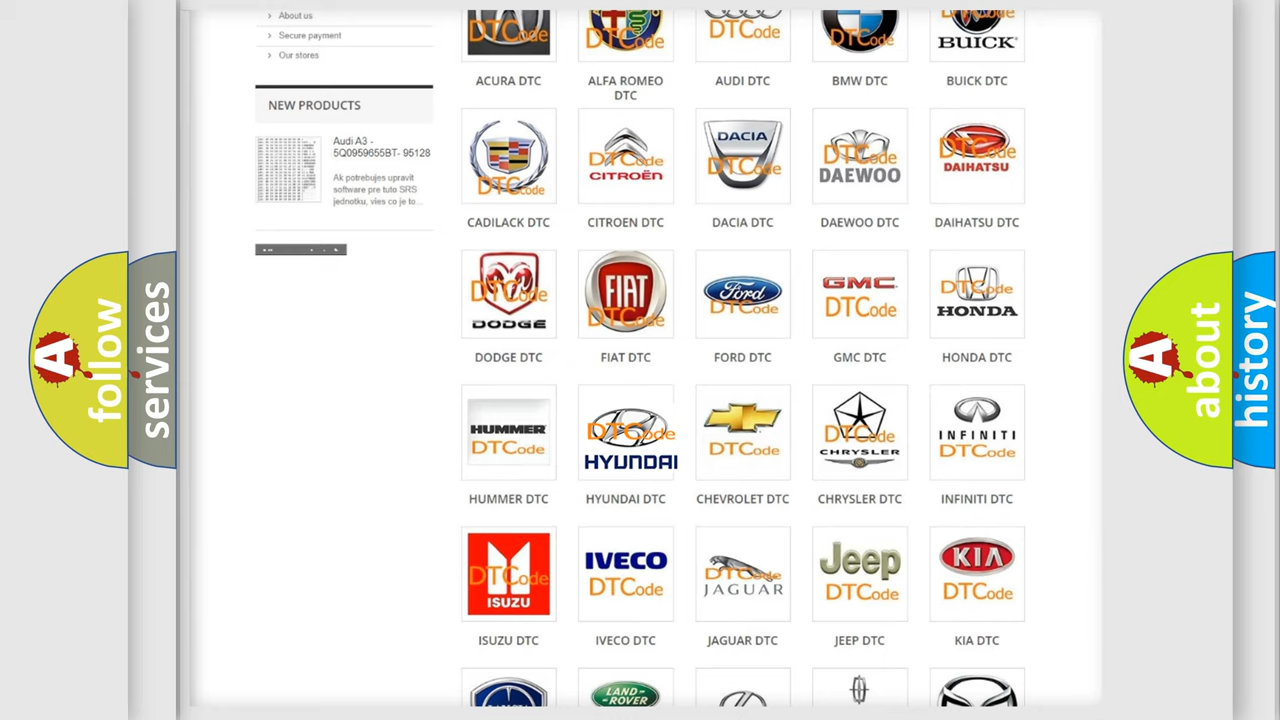 About us
Secure payment
Our stores
NEW PRODUCTS
Audi A3 -
5Q0959655BT- 95128
Ak potrebujes upravit
software pre tuto SRS
jednotku, vies co je to...
DTCode
DTCode
DTCode
DTCode
BUICK
ACURA DTC
ALFA ROMEO
DTC
AUDI DTC
BMW DTC
BUICK DTC
DTCode
DTCode
CITROËN
DACIA
DTCode
DTCode
DAEWOO
DTCode
DAIHATSU
CADILACK DTC
CITROEN DTC
DACIA DTC
DAEWOO DTC
DAIHATSU DTC
DTCode
DODGE
FIAT
DTCode
Ford
DTCode
GMC
DTCode
DTCode
HONDA
DODGE DTC
FIAT DTC
FORD DTC
GMC DTC
HONDA DTC
HUMMER
DTCode
DTCode
HYUNDAI
DTCode
DTCode
CHRYSLER
INFINITI
DTCode
HUMMER DTC
HYUNDAI DTC
CHEVROLET DTC
CHRYSLER DTC
INFINITI DTC
DTCode
ISUZU
IVECO
DTCode
DTCode
JAGUAR
Jeep
DTCode
KIA
DTCode
ISUZU DTC
IVECO DTC
JAGUAR DTC
JEEP DTC
KIA DTC
LAND-
ROVER
A
follow
services
A
about
history